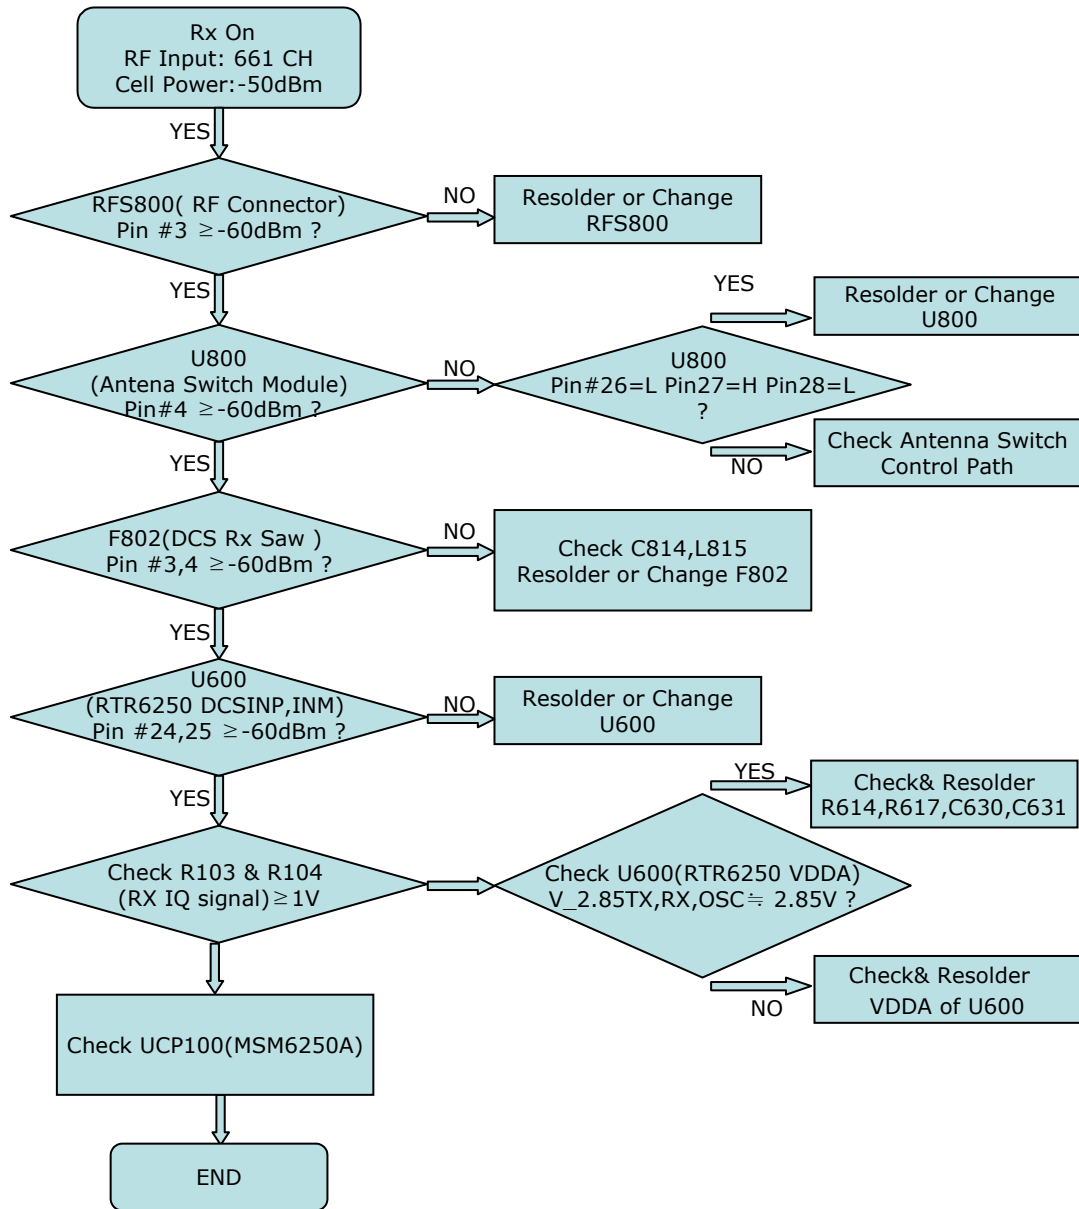 Rx On
RF Input: 661 CH
Cell Power:-50dBm
YES
RFS800( RF Connector)
Pin #3 ≥-60dBm ?
NO
Resolder or Change
RFS800
YES
U800
(Antena Switch Module)
Pin#4 ≥-60dBm ?
NO
U800
Pin#26=L Pin27=H Pin28=L
?
YES
Resolder or Change
U800
NO
Check Antenna Switch
Control Path
YES
F802(DCS Rx Saw )
Pin #3,4 ≥-60dBm ?
NO
Check C814,L815
Resolder or Change F802
YES
U600
(RTR6250 DCSINP,INM)
Pin #24,25 ≥-60dBm ?
NO
Resolder or Change
U600
YES
Check R103 & R104
(RX IQ signal)≥1V
Check U600(RTR6250 VDDA)
V_2.85TX,RX,OSC≒ 2.85V ?
YES
Check& Resolder
R614,R617,C630,C631
NO
Check& Resolder
VDDA of U600
Check UCP100(MSM6250A)
END